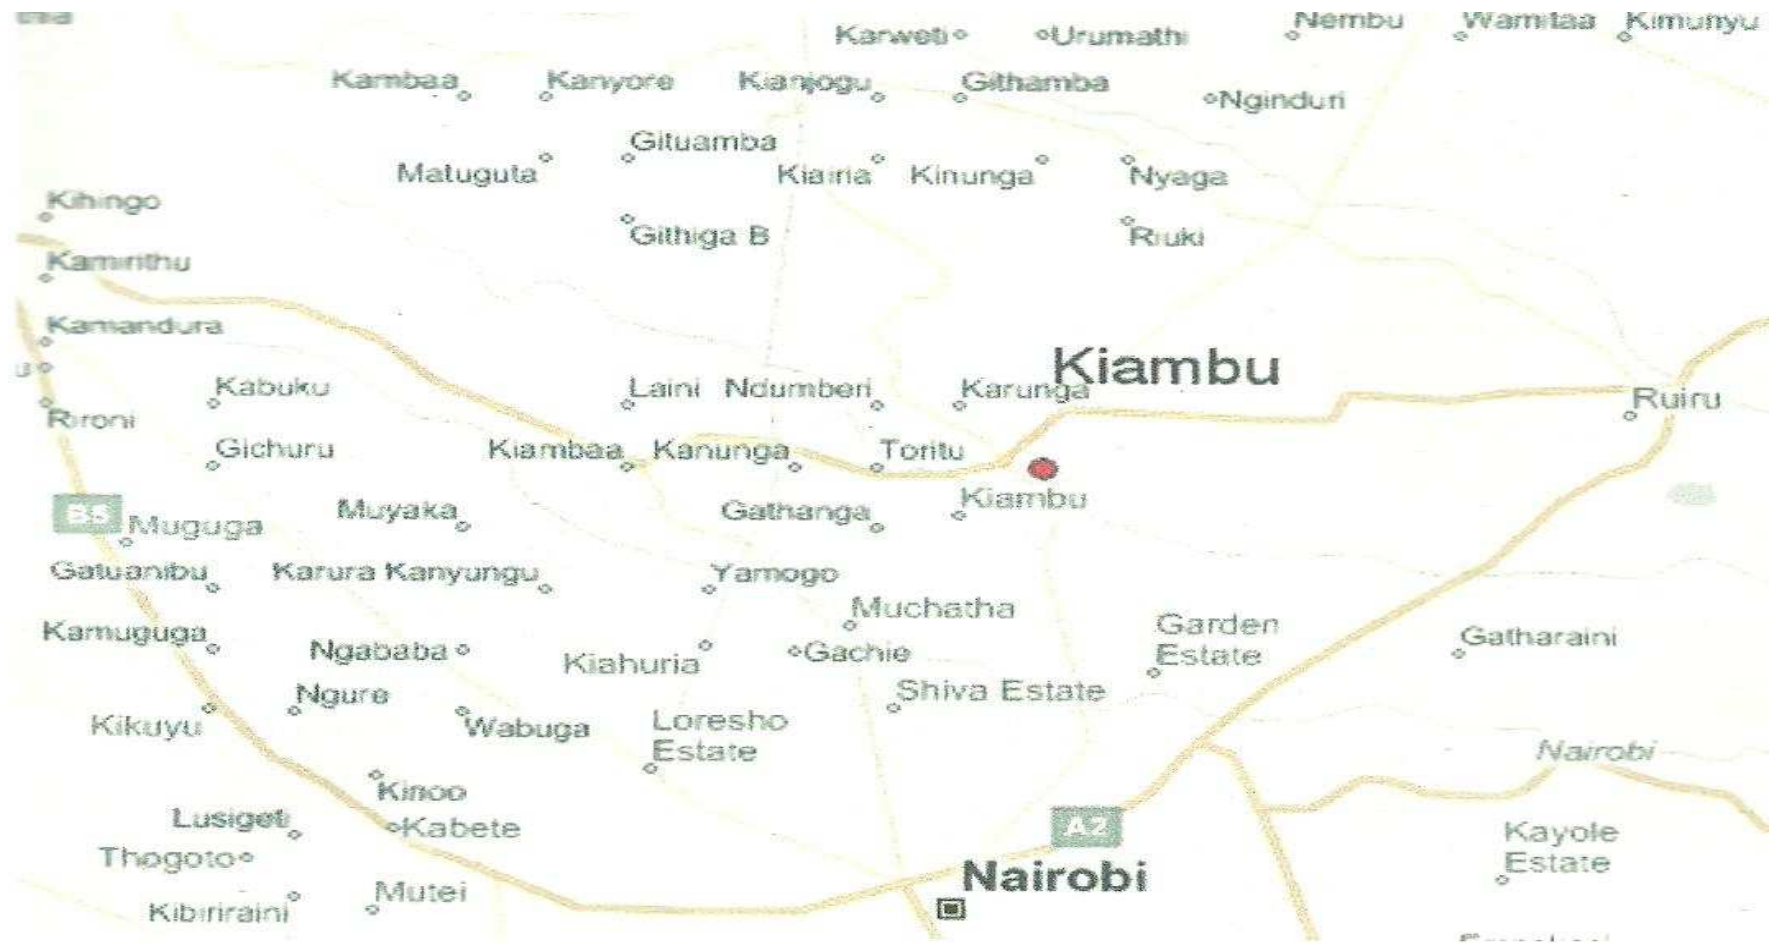 Nembu
Wamitaa
Kimunyu
Karweti
Urumathi
Kambaa
Kanyore
Kianjogu
Githamba
Nginduri
Gituamba
Matuguta
Kiairia
Kinunga
Nyaga
Kihingo
Githiga B
Riuki
Kamirithu
Kamandura
Kiambu
Kabuku
Laini
Ndumberi
Karunga
Ruiru
Rironi
Gichuru
Kiambaa
Kanunga
Toritu
Kiambu
B5
Muguga
Muyaka
Gathanga
Gatuanibu
Karura Kanyungu
Yamogo
Muchatha
Kamuguga
Ngababa
Kiahuria
Gachie
Garden
Estate
Gatharaini
Ngure
Shiva Estate
Kikuyu
Wabuga
Loresho
Estate
Nairobi
Kinoo
Lusigeti
Kabete
A2
Kayole
Estate
Thogoto
Nairobi
Mutei
Kibiriraini